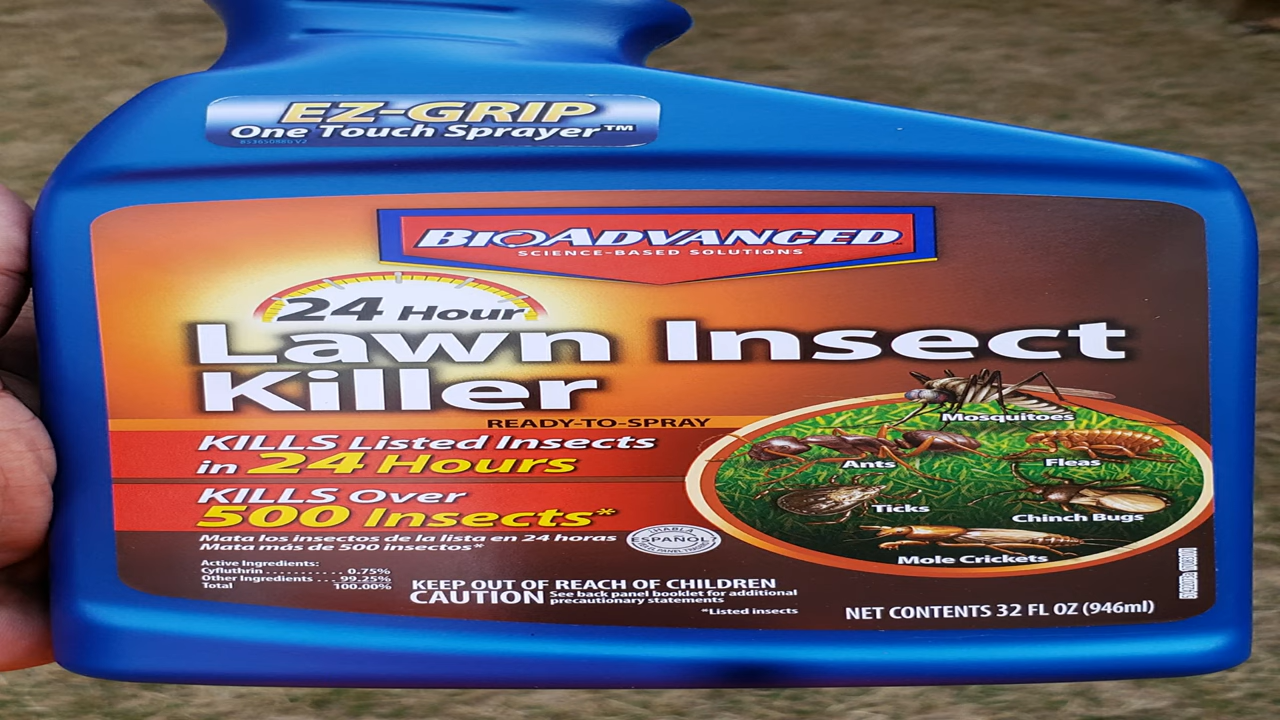 EZ-GRIP
One Touch Sprayer™
BIOADVANCED
SCIENCE-BASED SOLUTIONS
24 Hour
Lawn Insect
Killer
READY-TO-SPRAY
KILLS Listed Insects
in 24 Hours
KILLS Over
500 Insects*
Mata los insectos de la lista en 24 horas
Mata más de 500 insectos*
¿HABLA
ESPAÑOL?
Active Ingredients:
Cyfluthrin .......... 0.75%
Other Ingredients .... 99.25%
Total 100.00%
KEEP OUT OF REACH OF CHILDREN
CAUTION See back panel booklet for additional
precautionary statements
*Listed insects
Mosquitoes
Ants
Fleas
Ticks
Chinch Bugs
Mole Crickets
NET CONTENTS 32 FL OZ (946ml)